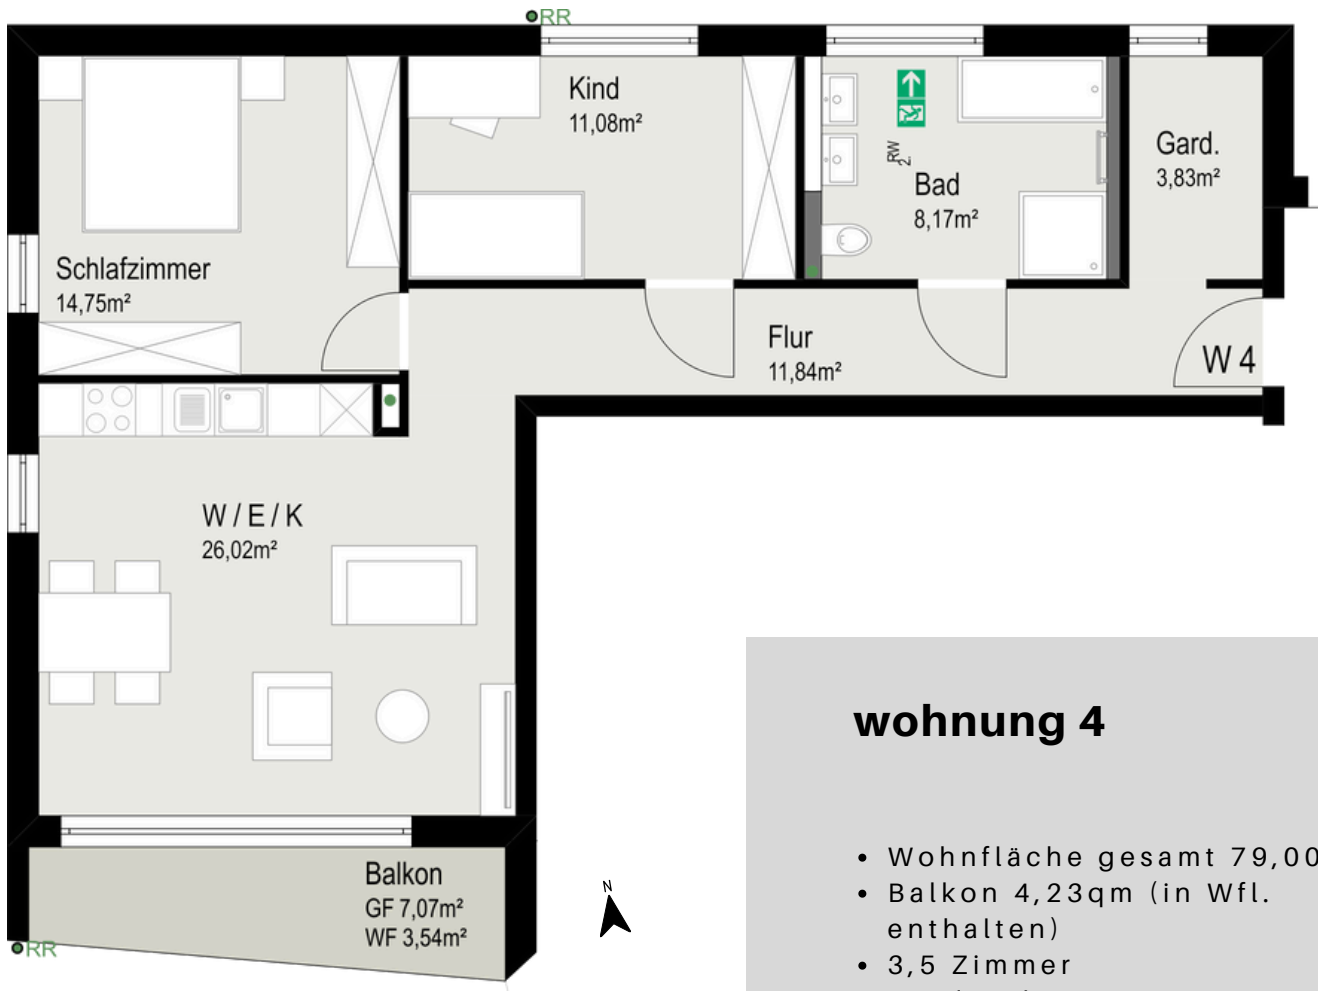 RR
Kind
11,08m²
Gard.
3,83m²
RW
2.
Bad
8,17m²
Schlafzimmer
14,75m²
Flur
11,84m²
W 4
W / E / K
26,02m²
Balkon
GF 7,07m²
WF 3,54m²
RR
N
wohnung 4
• Wohnfläche gesamt 79,00
• Balkon 4,23qm (in Wfl.
enthalten)
• 3,5 Zimmer